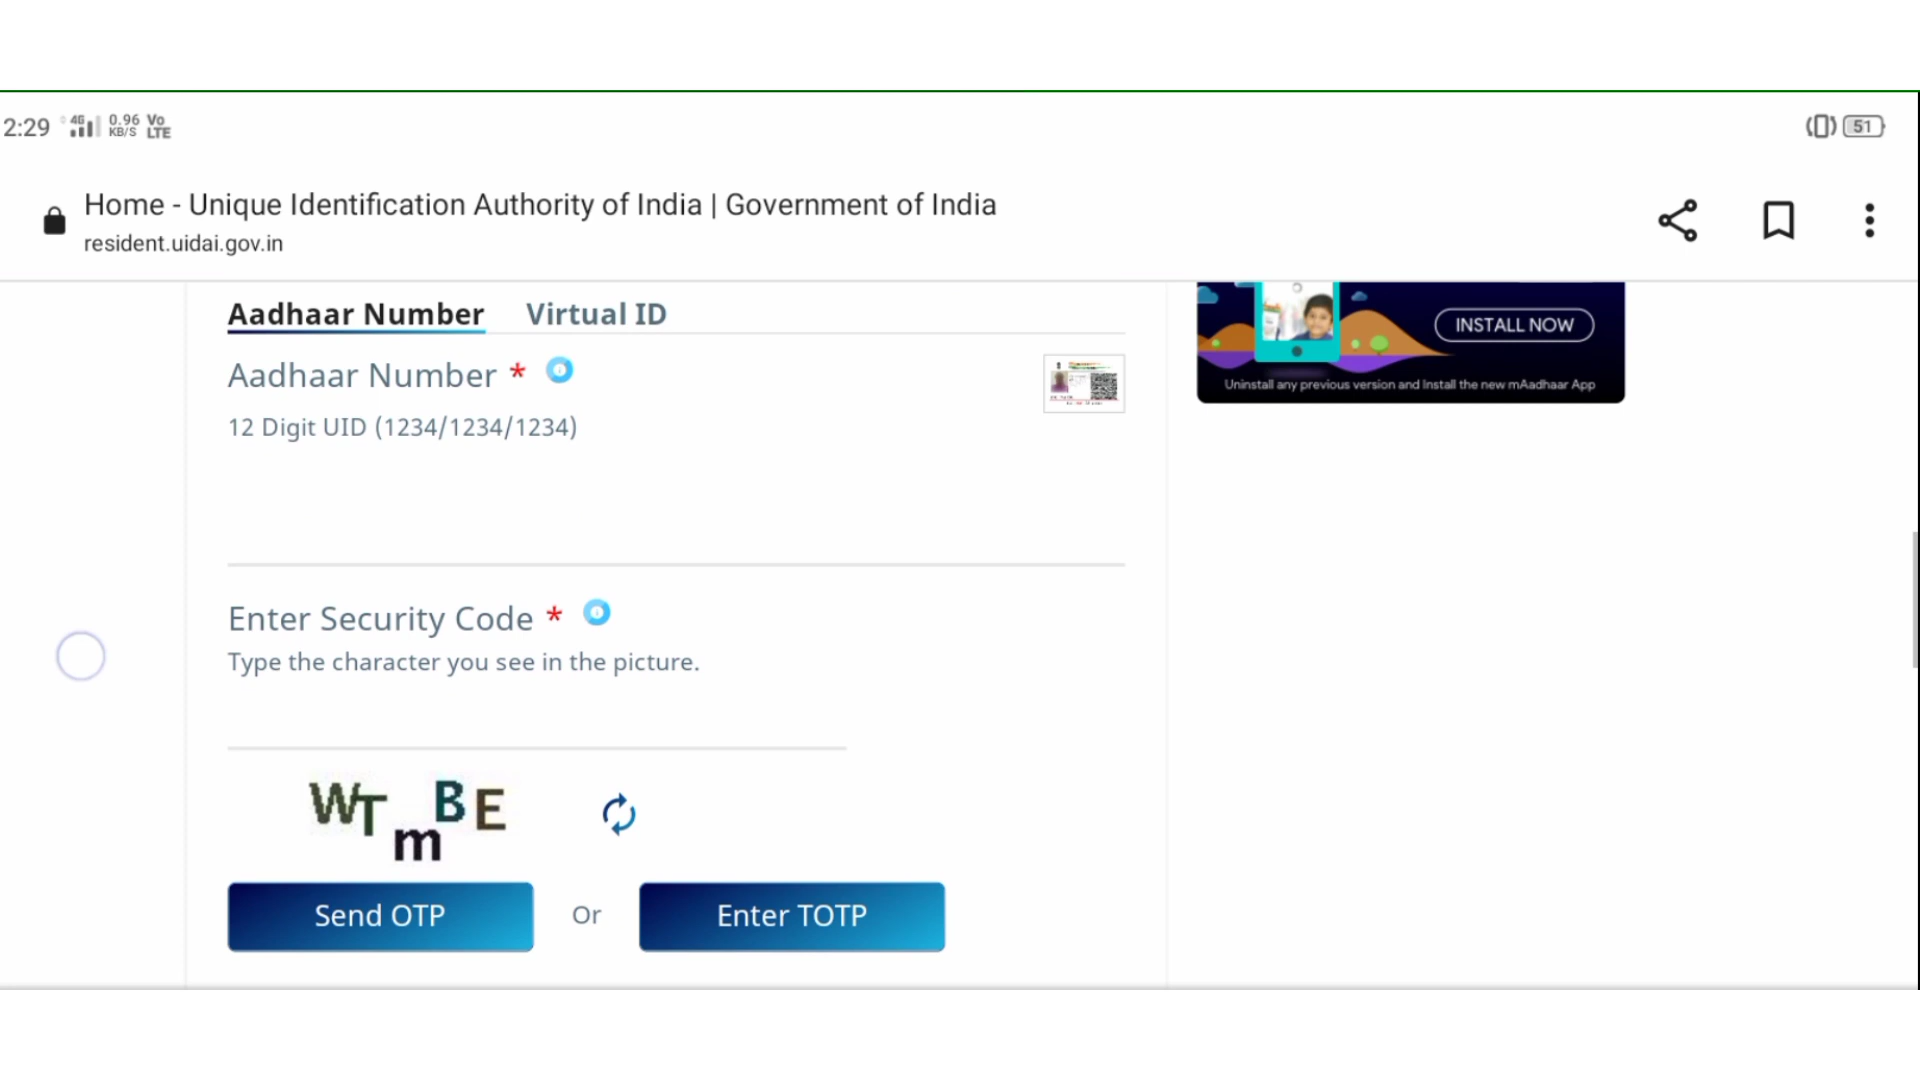 2:29 4G 0.96 KB/S Vo LTE 51
Home - Unique Identification Authority of India | Government of India
resident.uidai.gov.in
Aadhaar Number Virtual ID
INSTALL NOW
Uninstall any previous version and Install the new mAadhaar App
Aadhaar Number *
12 Digit UID (1234/1234/1234)
Enter Security Code *
Type the character you see in the picture.
WTmBE
Send OTP Or Enter TOTP